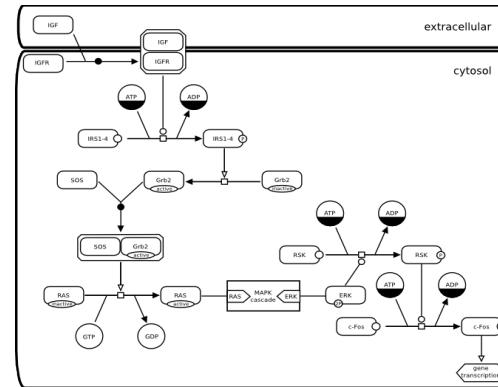 IGF
extracellular
IGF
IGFR
IGFR
cytosol
ATP
ADP
IRS1-4
IRS1-4
P
SOS
Grb2
active
Grb2
inactive
SOS
Grb2
active
ATP
ADP
RSK
RSK
P
RAS
inactive
RAS
active
RAS
MAPK
cascade
ERK
ERK
2P
ATP
ADP
GTP
GDP
c-Fos
c-Fos
gene
transcription